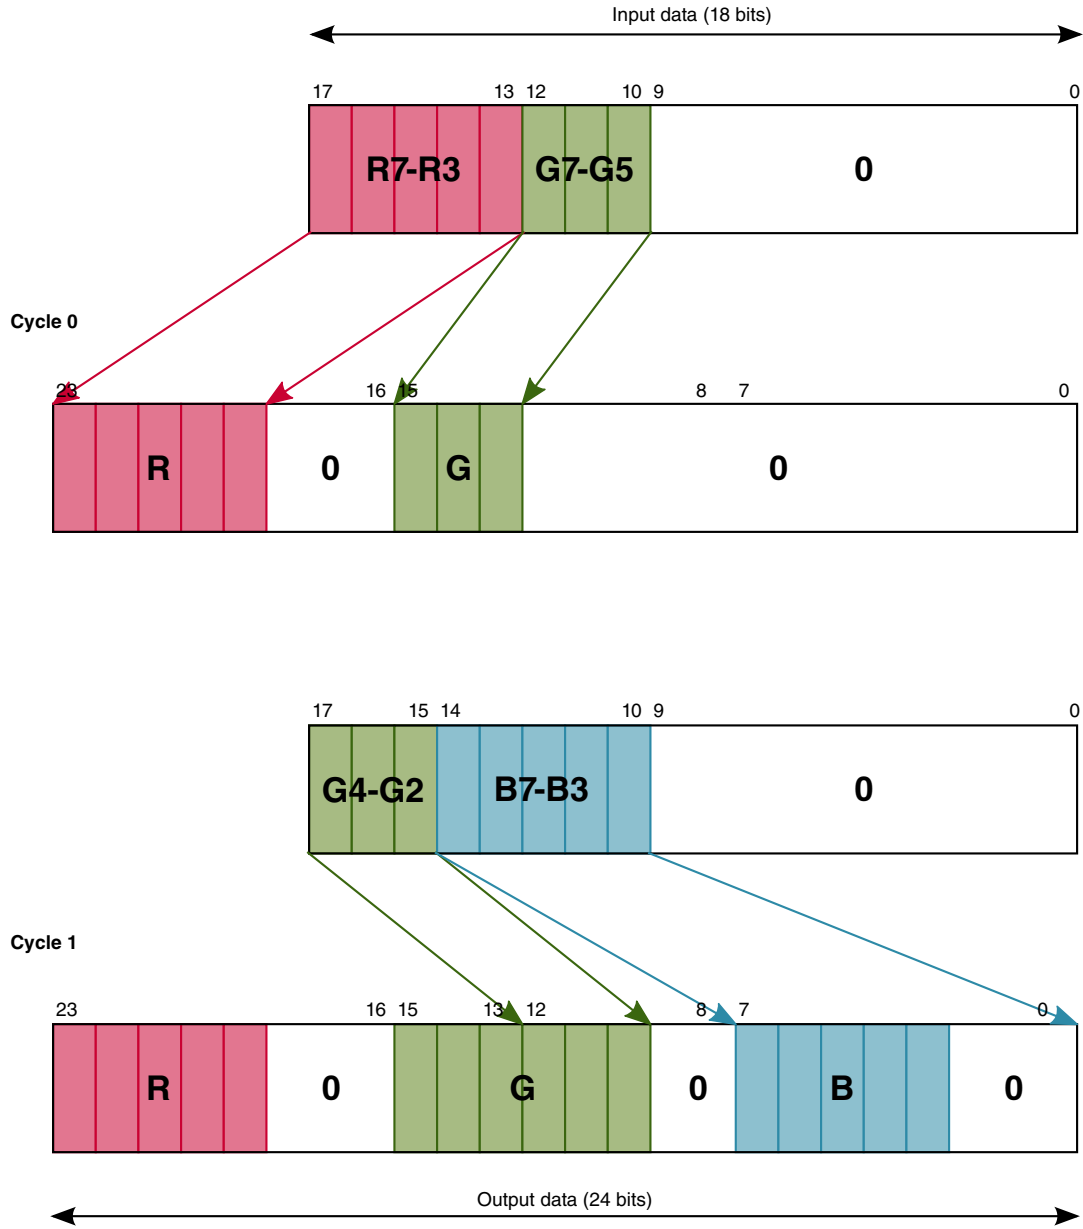 Input data (18 bits)
17 13 12 10 9 0
R7-R3 G7-G5 0
Cycle 0
23 16 15 8 7 0
R 0 G 0
17 15 14 10 9 0
G4-G2 B7-B3 0
Cycle 1
23 16 15 13 12 8 7 0
R 0 G 0 B 0
Output data (24 bits)